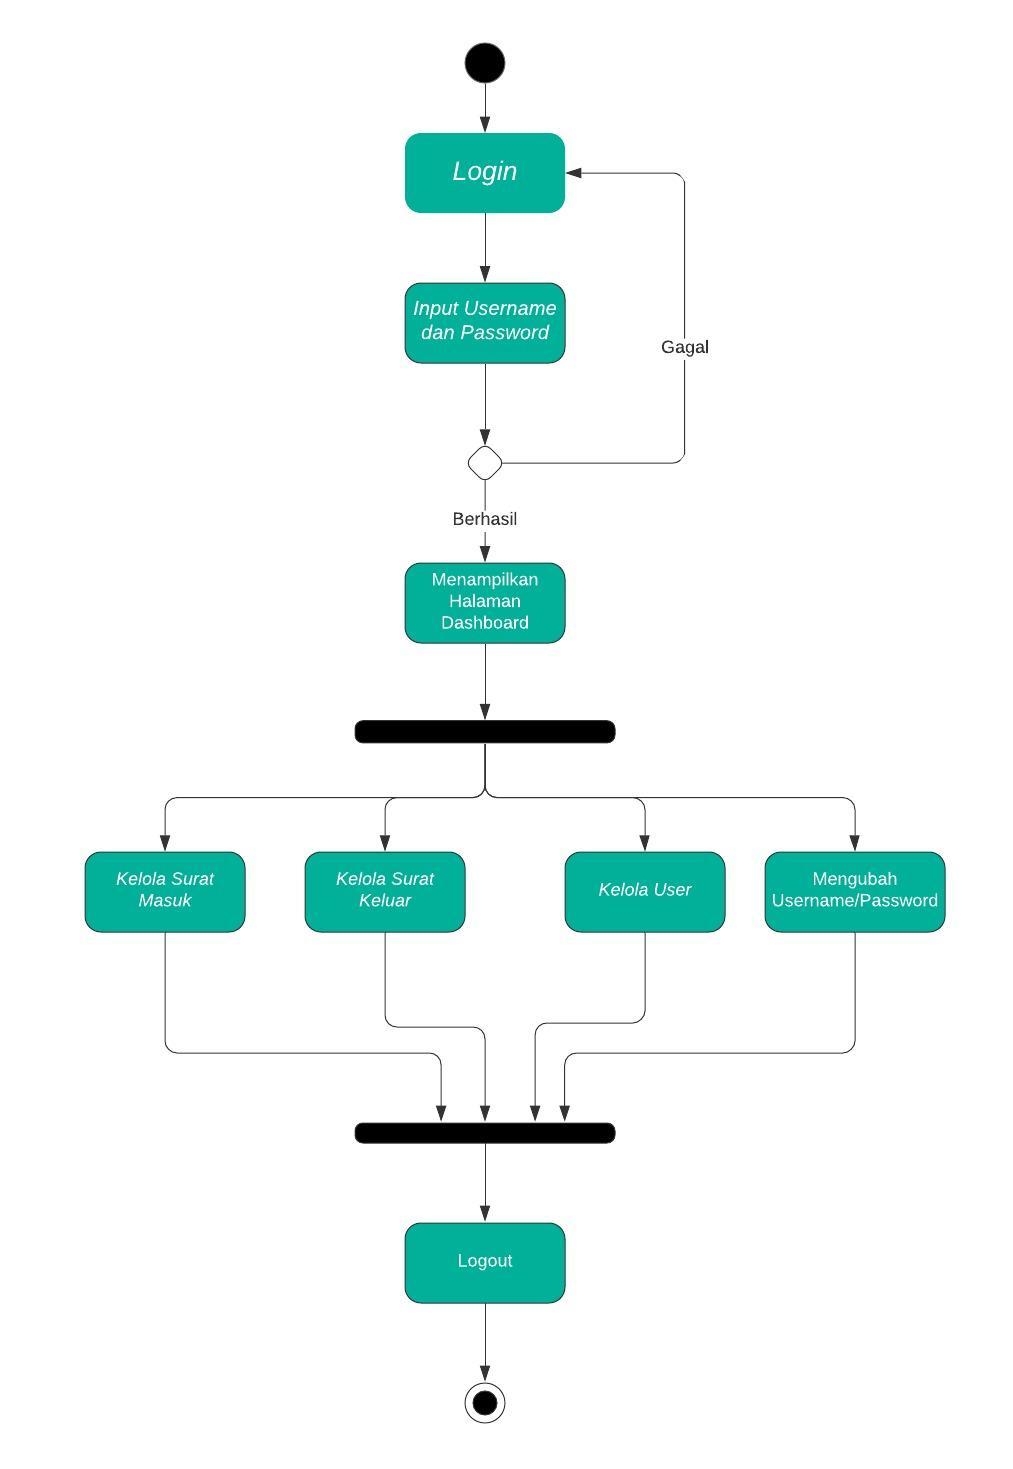 Login
Input Username
dan Password
Gagal
Berhasil
Menampilkan
Halaman
Dashboard
Kelola Surat
Masuk
Kelola Surat
Keluar
Kelola User
Mengubah
Username/Password
Logout